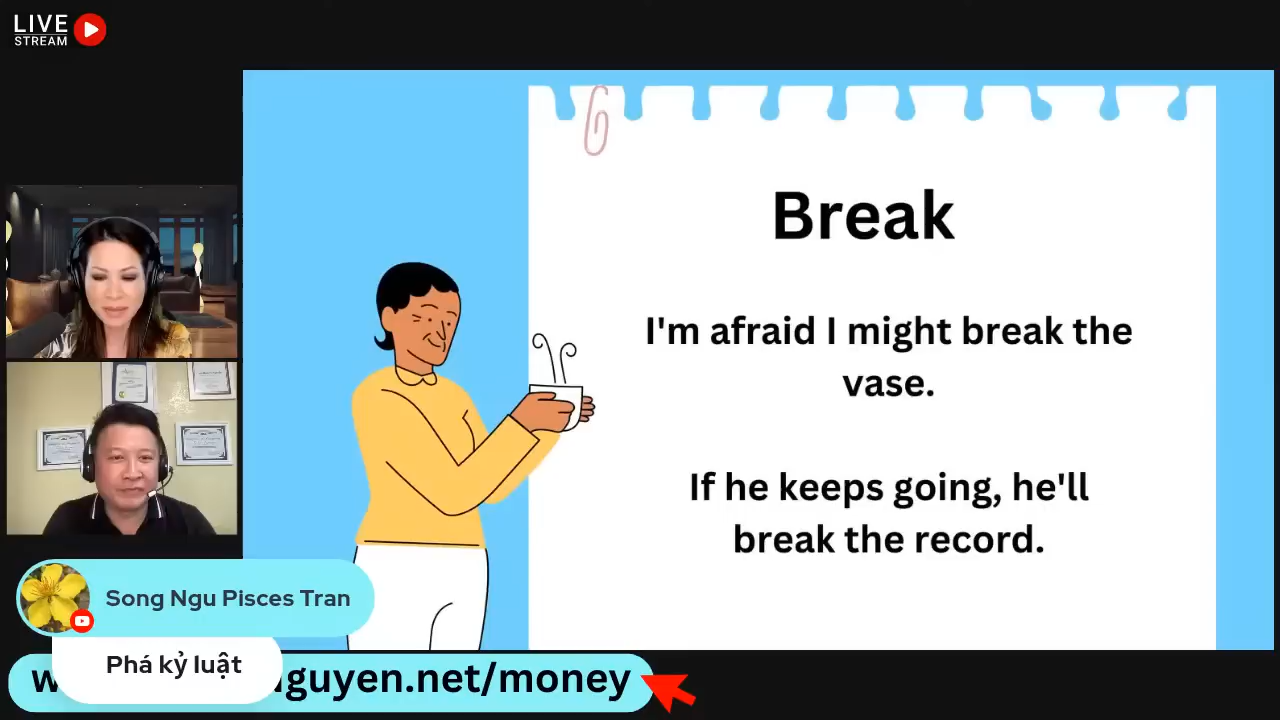 LIVE
STREAM
Break
I'm afraid I might break the
vase.
If he keeps going, he'll
break the record.
Song Ngu Pisces Tran
Phá kỷ luật
nguyen.net/money